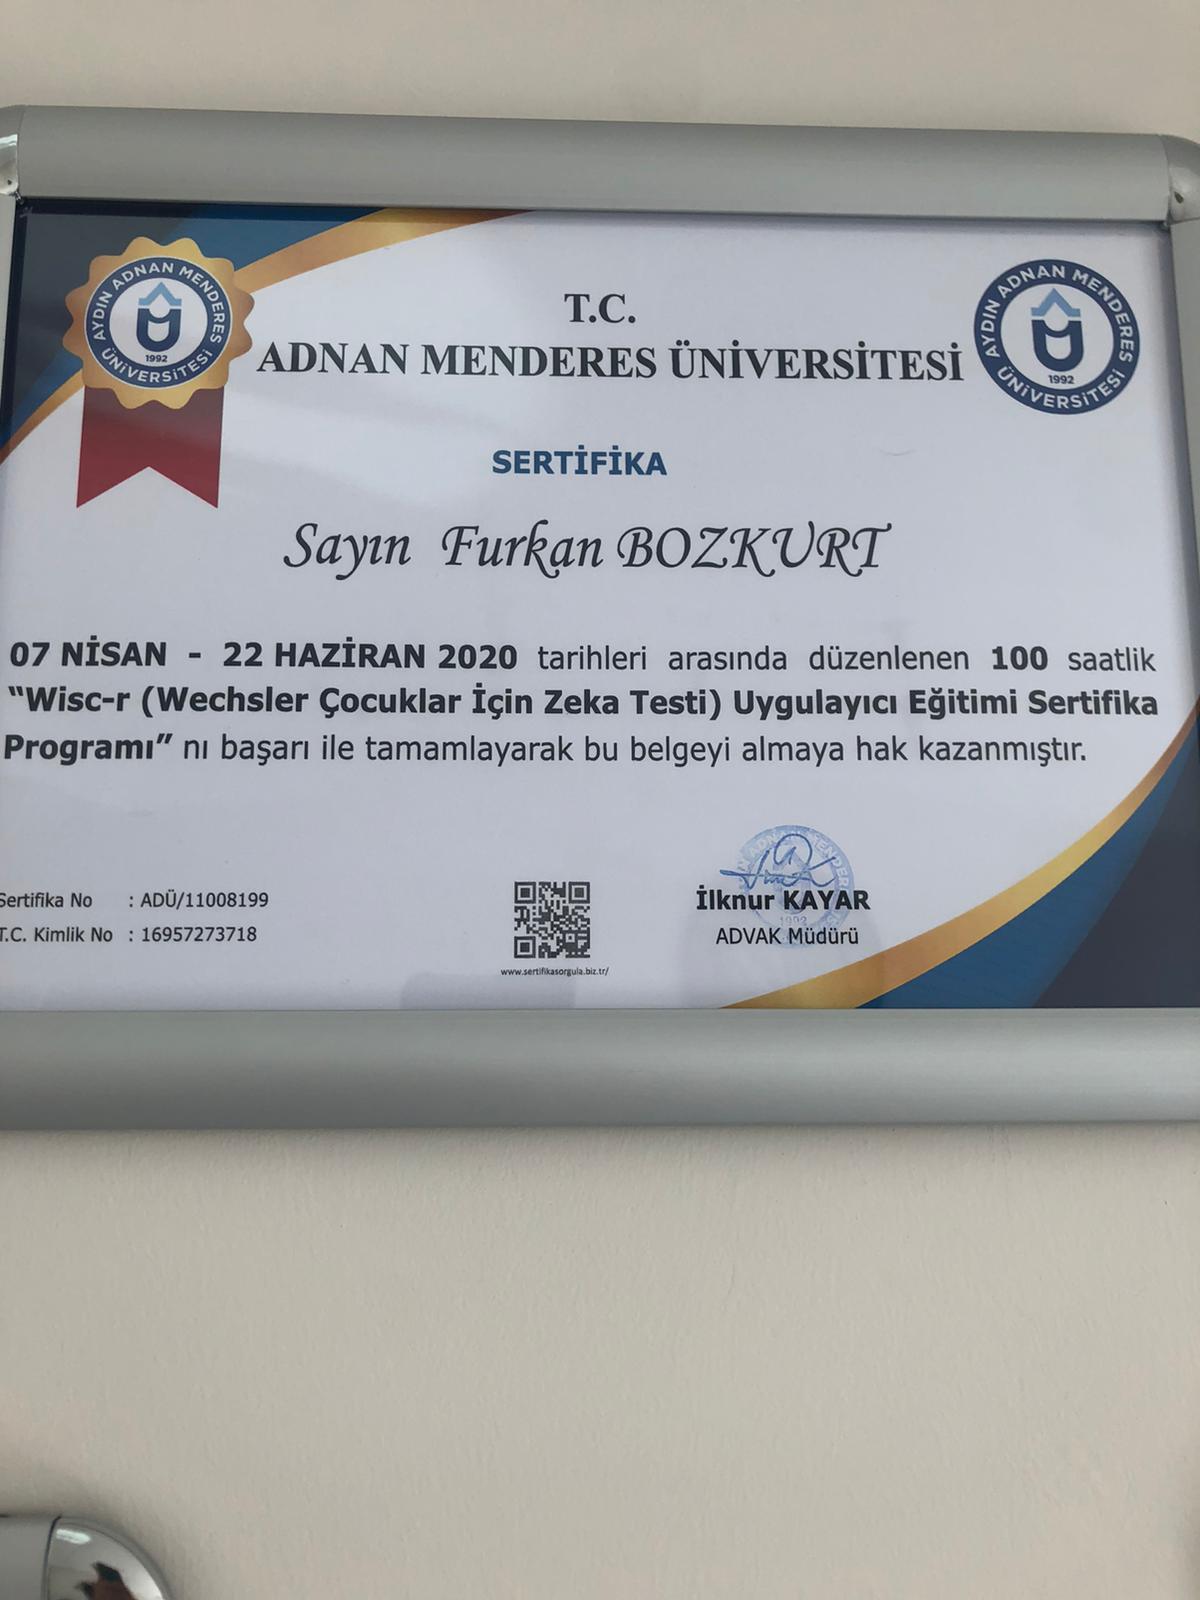 T.C.
ADNAN MENDERES ÜNİVERSİTESİ
AYDIN ADNAN MENDERES ÜNİVERSİTESİ
1992
AYDIN ADNAN MENDERES ÜNİVERSİTESİ
1992
SERTİFİKA
Sayın Furkan BOZKURT
07 NİSAN - 22 HAZİRAN 2020 tarihleri arasında düzenlenen 100 saatlik
“Wisc-r (Wechsler Çocuklar İçin Zeka Testi) Uygulayıcı Eğitimi Sertifika
Programı” nı başarı ile tamamlayarak bu belgeyi almaya hak kazanmıştır.
Sertifika No : ADÜ/11008199
T.C. Kimlik No : 16957273718
www.sertifikasorgula.biz.tr/
İlknur KAYAR
1992
ADVAK Müdürü